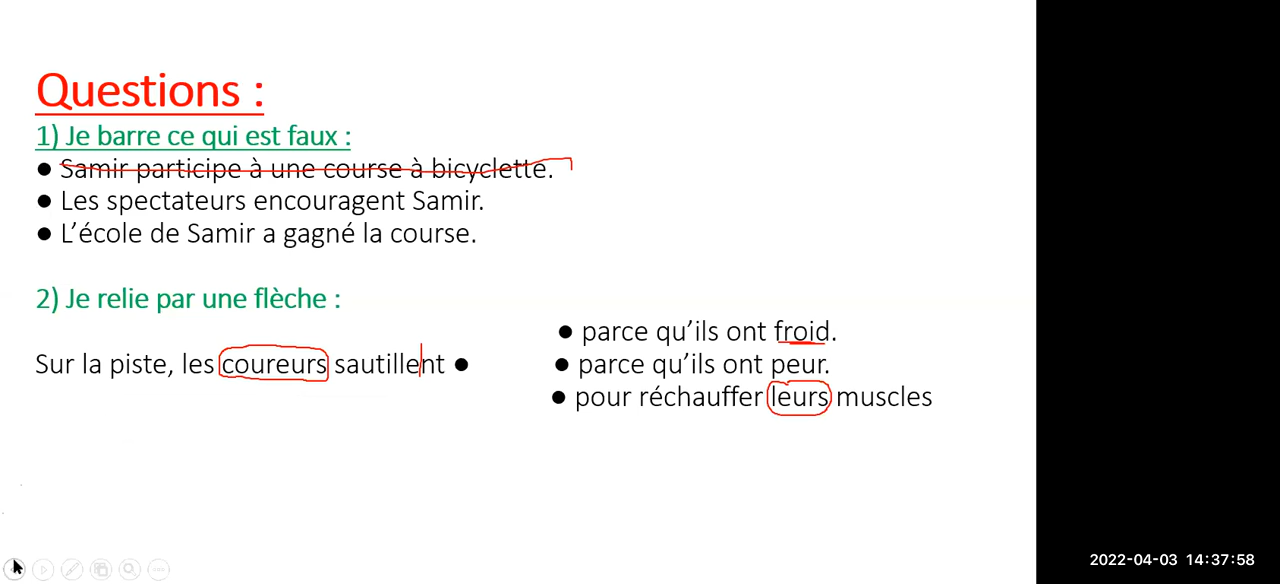 Questions :
1) Je barre ce qui est faux :
● Samir participe à une course à bicyclette.
● Les spectateurs encouragent Samir.
● L’école de Samir a gagné la course.
2) Je relie par une flèche :
● parce qu’ils ont froid.
Sur la piste, les coureurs sautillent ● ● parce qu’ils ont peur.
● pour réchauffer leurs muscles
2022-04-03 14:37:58